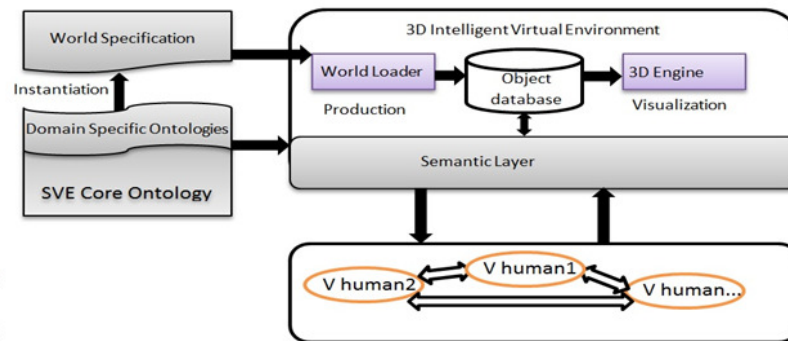 World Specification
3D Intelligent Virtual Environment
World Loader
Object
database
3D Engine
Instantiation
Production
Visualization
Domain Specific Ontologies
Semantic Layer
SVE Core Ontology
V human1
V human2
V human...